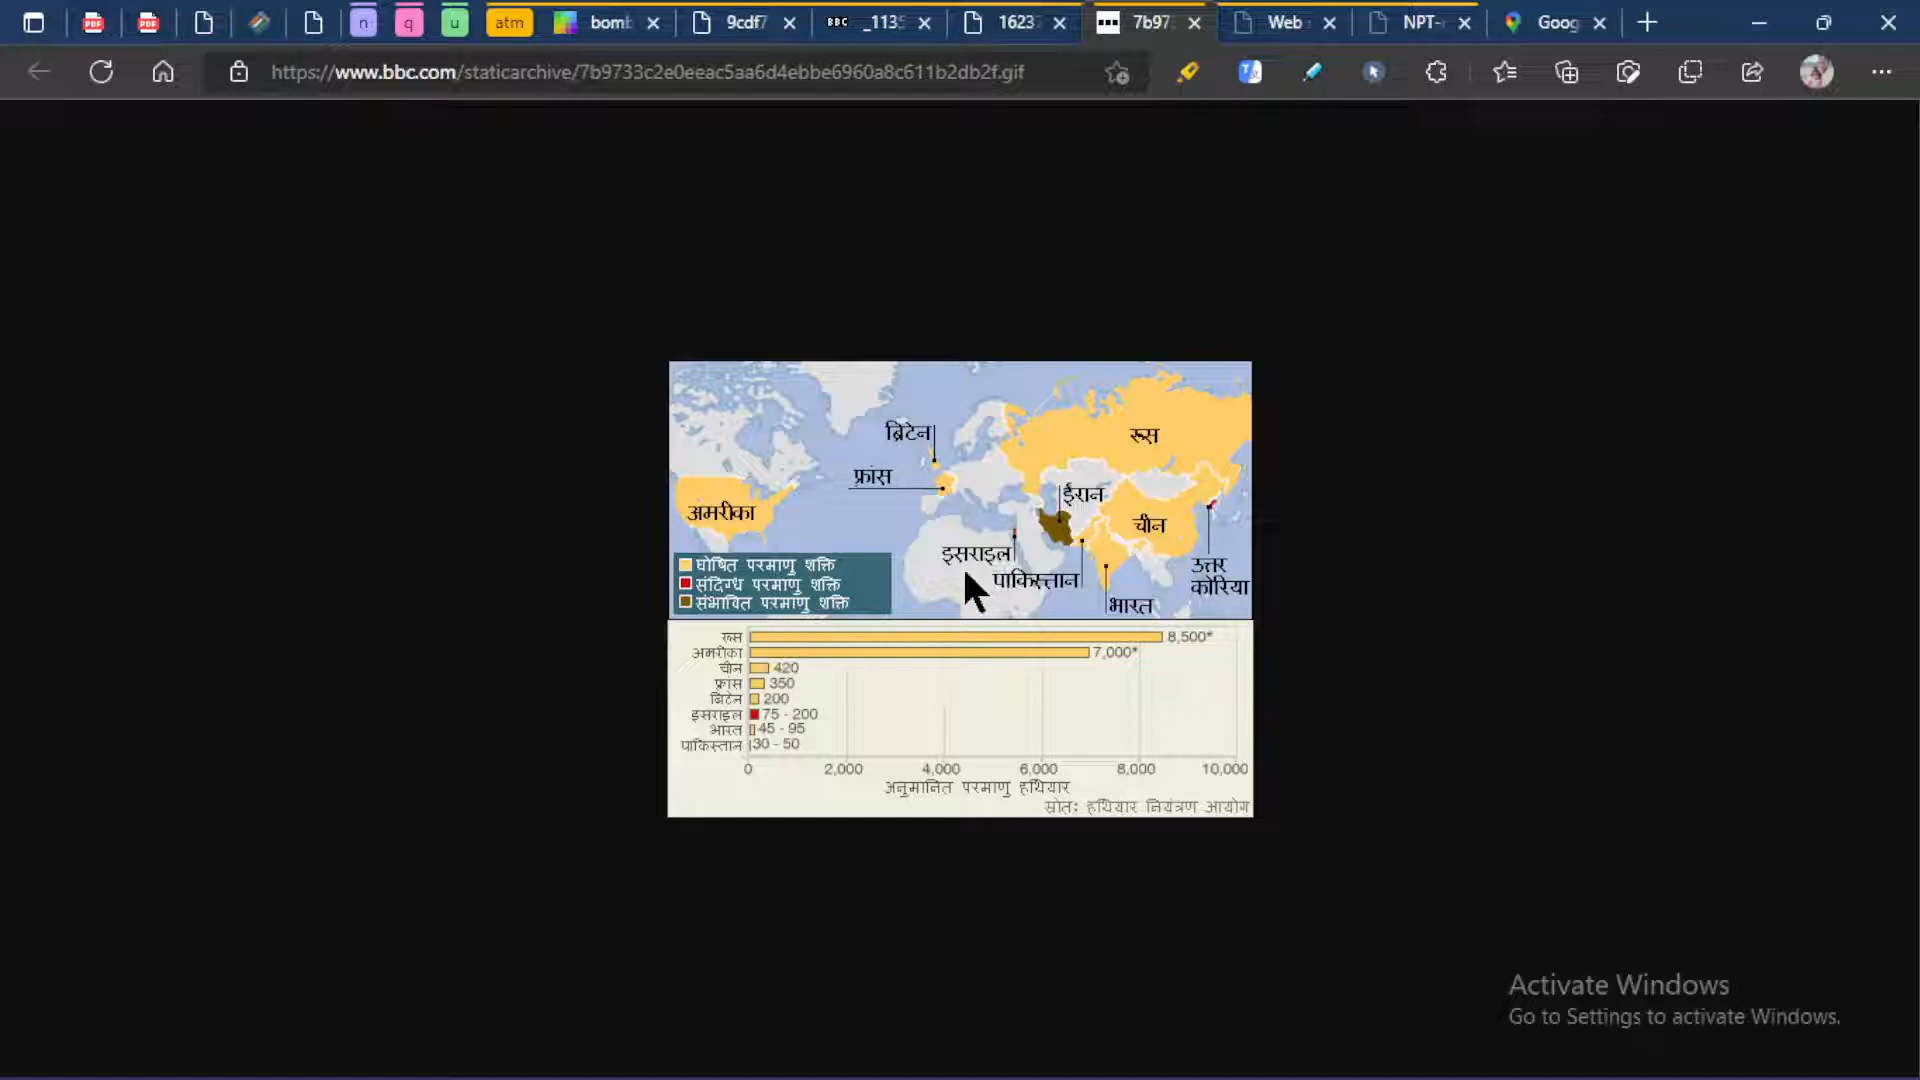 n q u atm bomb 9cdf7 BBC _113 1623 7b97 Web NPT- Goog
https://www.bbc.com/staticarchive/7b9733c2e0eeac5aa6d4ebbe6960a8c611b2db2f.gif
ब्रिटेन
रूस
फ्रांस
ईरान
अमरीका
चीन
इसराइल
पाकिस्तान
उत्तर
कोरिया
भारत
घोषित परमाणु शक्ति
संदिग्ध परमाणु शक्ति
संभावित परमाणु शक्ति
रूस 8,500*
अमरीका 7,000*
चीन 420
फ्रांस 350
ब्रिटेन 200
इसराइल 75 - 200
भारत 45 - 95
पाकिस्तान 30 - 50
0 2,000 4,000 6,000 8,000 10,000
अनुमानित परमाणु हथियार
स्रोत: हथियार नियंत्रण आयोग
Activate Windows
Go to Settings to activate Windows.